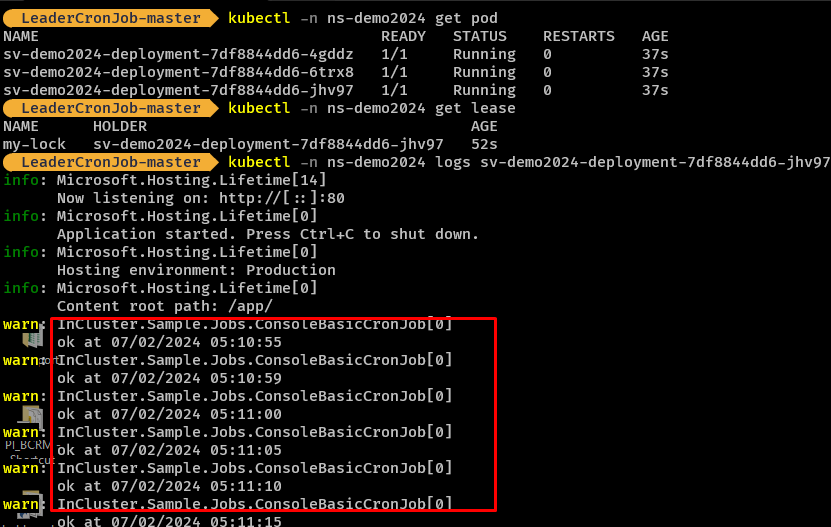 LeaderCronJob-master kubectl -n ns-demo2024 get pod
NAME READY STATUS RESTARTS AGE
sv-demo2024-deployment-7df8844dd6-4gddz 1/1 Running 0 37s
sv-demo2024-deployment-7df8844dd6-6trx8 1/1 Running 0 37s
sv-demo2024-deployment-7df8844dd6-jhv97 1/1 Running 0 37s
LeaderCronJob-master kubectl -n ns-demo2024 get lease
NAME HOLDER AGE
my-lock sv-demo2024-deployment-7df8844dd6-jhv97 52s
LeaderCronJob-master kubectl -n ns-demo2024 logs sv-demo2024-deployment-7df8844dd6-jhv97
info: Microsoft.Hosting.Lifetime[14]
Now listening on: http://[::]:80
info: Microsoft.Hosting.Lifetime[0]
Application started. Press Ctrl+C to shut down.
info: Microsoft.Hosting.Lifetime[0]
Hosting environment: Production
info: Microsoft.Hosting.Lifetime[0]
Content root path: /app/
warn: InCluster.Sample.Jobs.ConsoleBasicCronJob[0]
ok at 07/02/2024 05:10:55
warn: InCluster.Sample.Jobs.ConsoleBasicCronJob[0]
ok at 07/02/2024 05:10:59
warn: InCluster.Sample.Jobs.ConsoleBasicCronJob[0]
ok at 07/02/2024 05:11:00
warn: InCluster.Sample.Jobs.ConsoleBasicCronJob[0]
ok at 07/02/2024 05:11:05
warn: InCluster.Sample.Jobs.ConsoleBasicCronJob[0]
ok at 07/02/2024 05:11:10
warn: InCluster.Sample.Jobs.ConsoleBasicCronJob[0]
ok at 07/02/2024 05:11:15